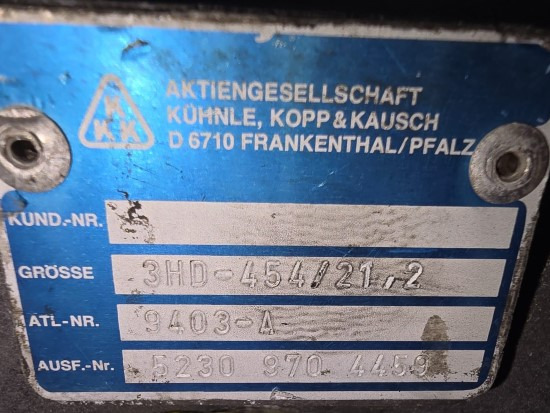 K
KKK
AKTIENGESELLSCHAFT
KÜHNLE, KOPP & KAUSCH
D 6710 FRANKENTHAL/PFALZ
KUND.-NR.
GRÖSSE 3HD-454/21,2
ATL-NR. 9403-A
AUSF.-Nr. 5230 970 4459